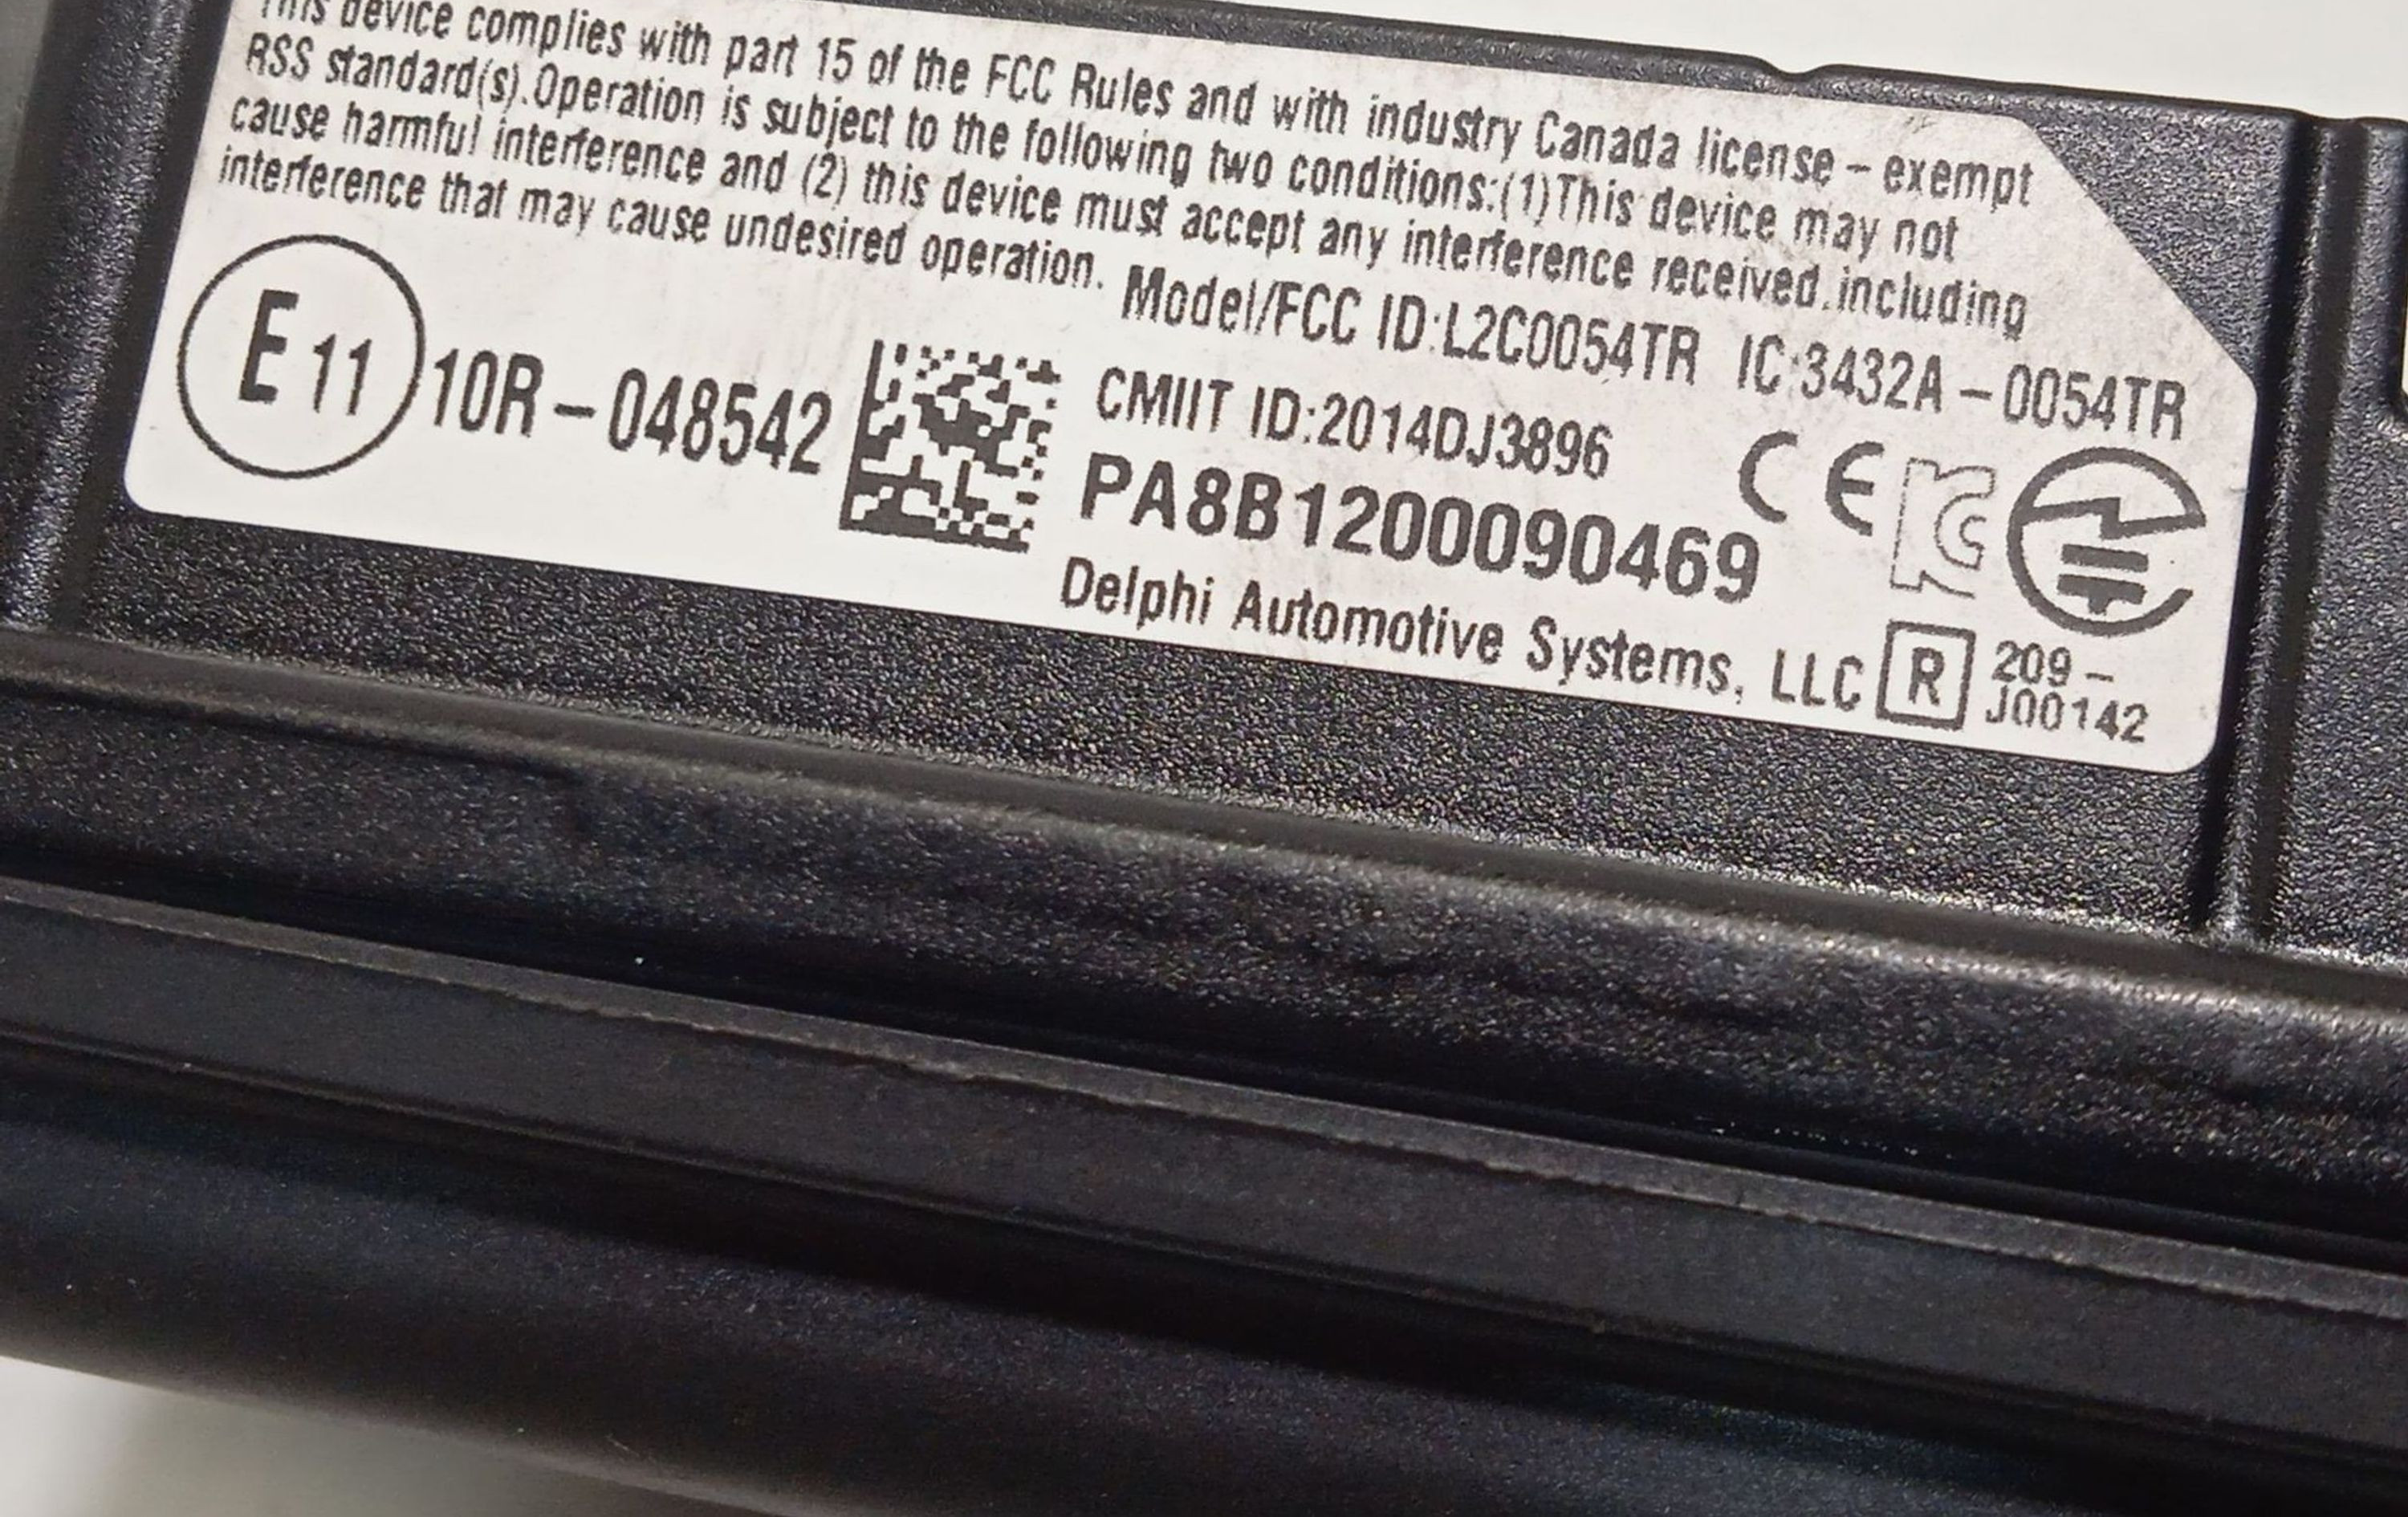 This device complies with part 15 of the FCC Rules and with industry Canada license – exempt
RSS standard(s).Operation is subject to the following two conditions:(1)This device may not
cause harmful interference and (2) this device must accept any interference received,including
interference that may cause undesired operation.
Model/FCC ID:L2C0054TR IC:3432A – 0054TR
E 11 10R – 048542
CMIIT ID:2014DJ3896
PA8B1200090469
CE
Delphi Automotive Systems, LLC
R 209 –
J00142